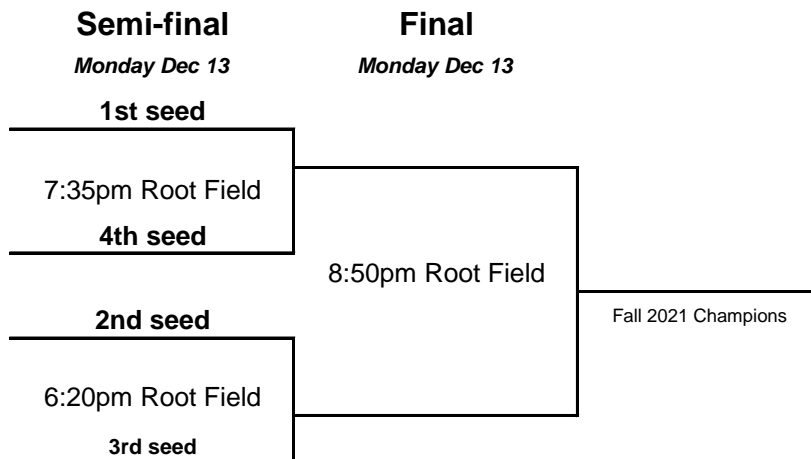 Semi-final
Final
Monday Dec 13
Monday Dec 13
1st seed
7:35pm Root Field
4th seed
8:50pm Root Field
2nd seed
Fall 2021 Champions
6:20pm Root Field
3rd seed